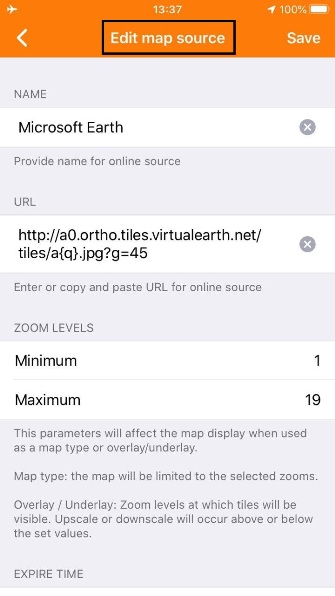 13:37
100%
Edit map source
Save
NAME
Microsoft Earth
Provide name for online source
URL
http://a0.ortho.tiles.virtualearth.net/
tiles/a{q}.jpg?g=45
Enter or copy and paste URL for online source
ZOOM LEVELS
Minimum 1
Maximum 19
This parameters will affect the map display when used
as a map type or overlay/underlay.
Map type: the map will be limited to the selected zooms.
Overlay / Underlay: Zoom levels at which tiles will be
visible. Upscale or downscale will occur above or below
the set values.
EXPIRE TIME